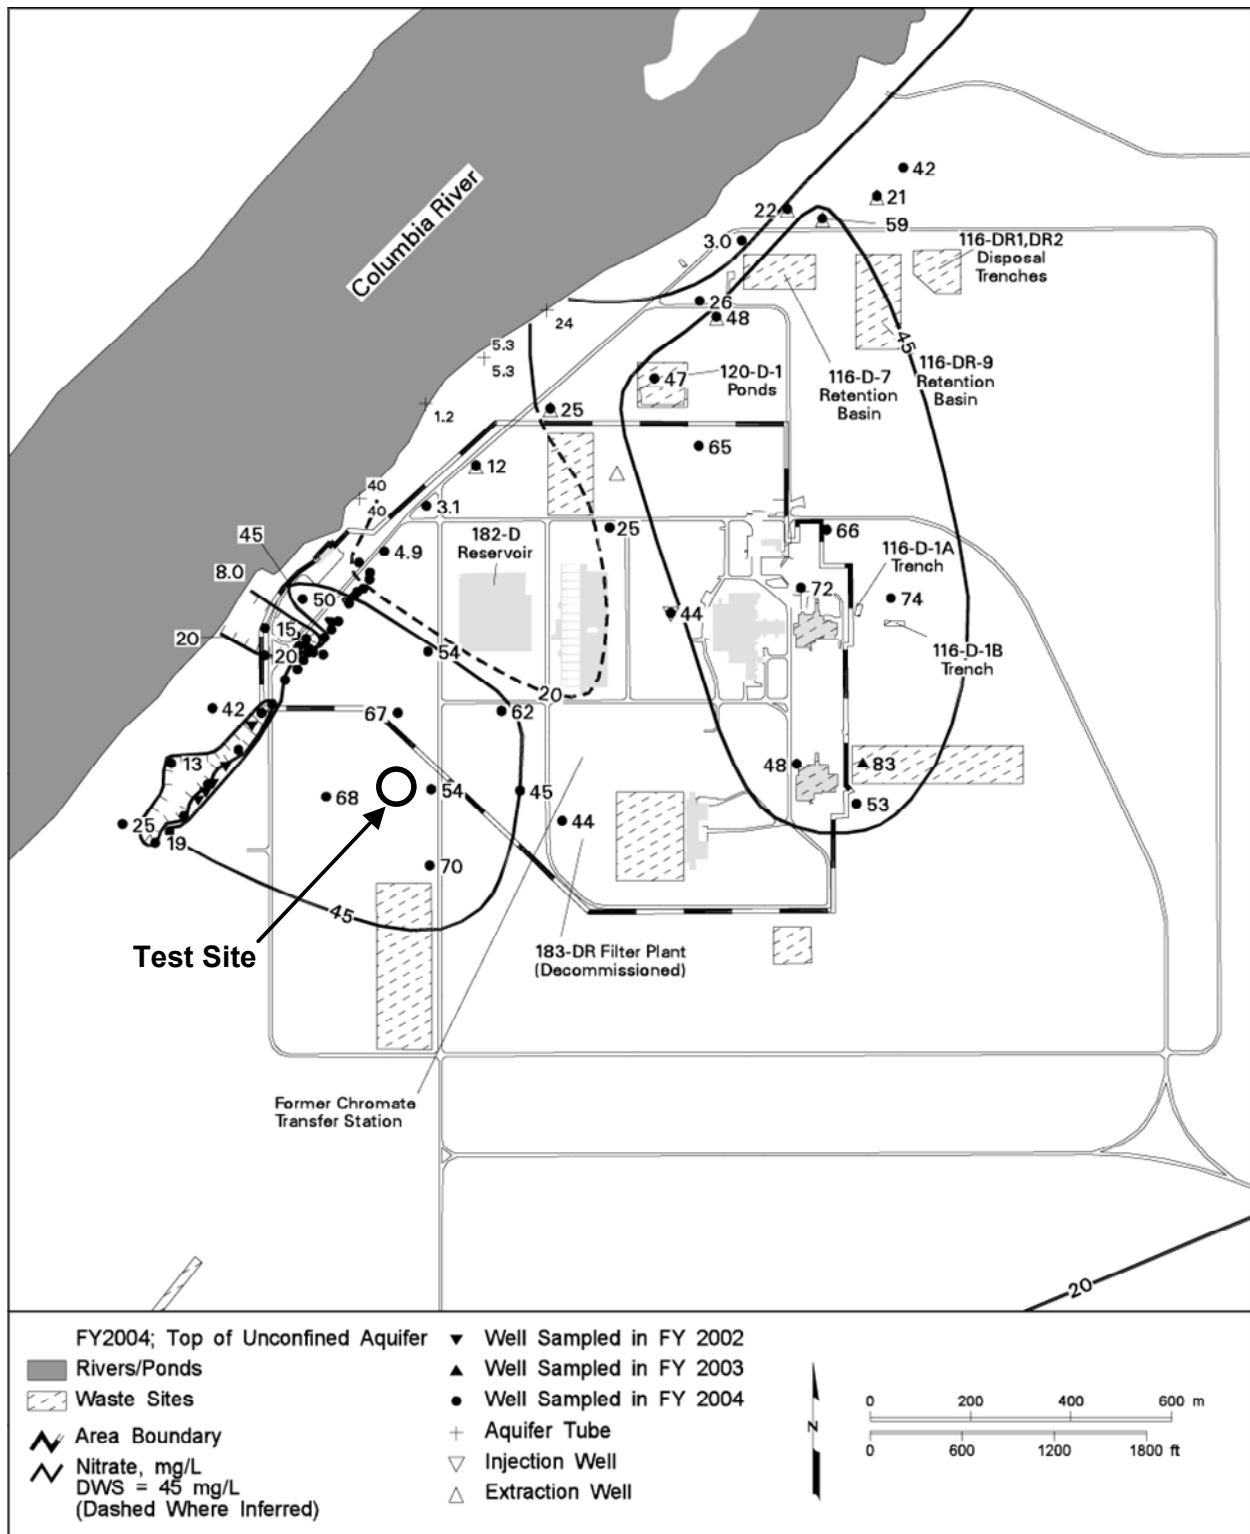 Columbia River
42
21
22
59
3.0
116-DR1,DR2
Disposal
Trenches
26
48
24
5.3
5.3
45
47
120-D-1
Ponds
116-D-7
Retention
Basin
116-DR-9
Retention
Basin
1.2
25
65
12
40
40
3.1
45
182-D
Reservoir
25
66
4.9
116-D-1A
Trench
8.0
50
72
74
44
15
20
20
54
116-D-1B
Trench
20
42
67
62
13
48
83
68
54
45
53
25
44
19
70
45
Test Site
183-DR Filter Plant
(Decommissioned)
Former Chromate
Transfer Station
20
FY2004; Top of Unconfined Aquifer
Rivers/Ponds
Waste Sites
Area Boundary
Nitrate, mg/L
DWS = 45 mg/L
(Dashed Where Inferred)
Well Sampled in FY 2002
Well Sampled in FY 2003
Well Sampled in FY 2004
Aquifer Tube
Injection Well
Extraction Well
N
0 200 400 600 m
0 600 1200 1800 ft